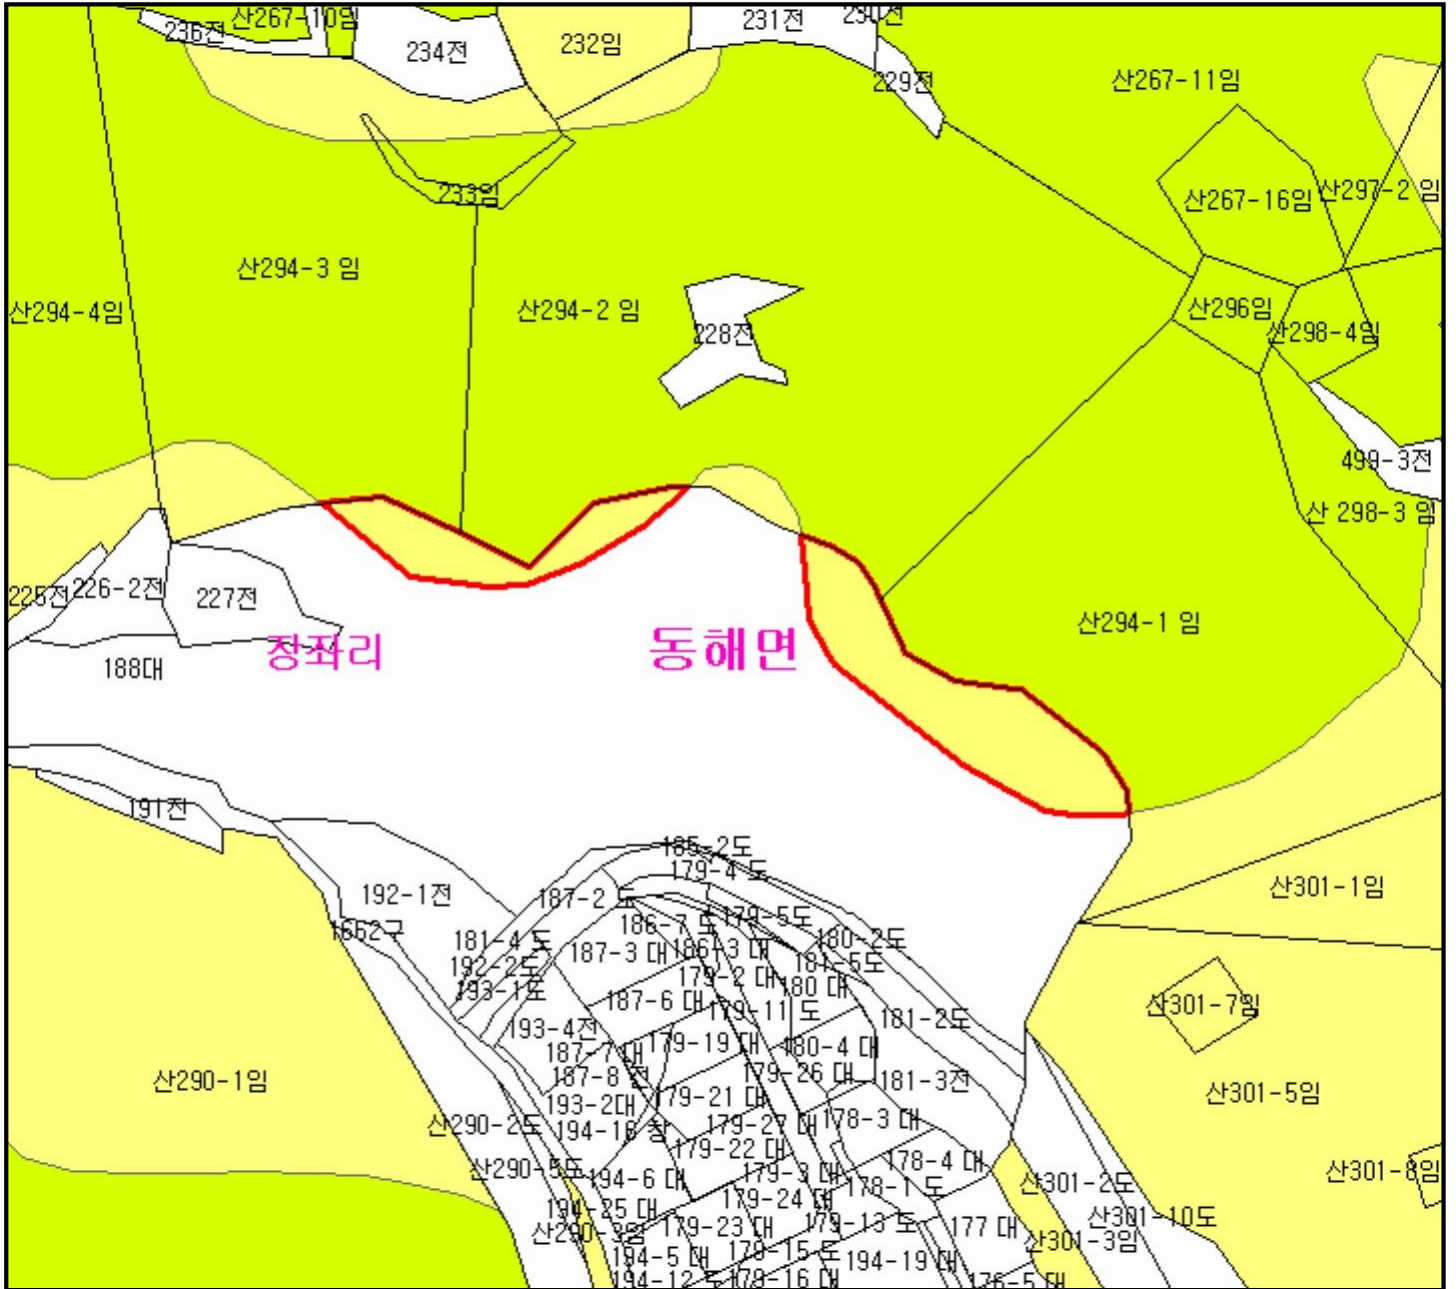 236전
산267-10임
234전
232임
231전
230전
229전
산267-11임
233임
산267-16임
산297-2 임
산294-3 임
산294-4임
산294-2 임
228전
산296임
산298-4임
499-3전
산 298-3 임
225전
226-2전
227전
188대
장좌리
동해면
산294-1 임
191전
192-1전
1662구
185-2도
179-4 도
187-2 도
179-5도
186-7 도
180-2도
181-4 도
187-3 대
186-3 대
192-2도
181-5도
179-2 대
180 대
193-1도
187-6 대
179-11 도
181-2도
193-4전
179-19 대
180-4 대
187-7 대
187-8 전
179-26 대
181-3전
193-2대
179-21 대
194-16 창
179-27 대
178-3 대
179-22 대
산301-1임
산301-7임
산301-5임
산290-1임
산290-2도
산290-5도
194-6 대
179-3 대
178-4 대
178-1 도
산301-2도
산301-8임
194-25 대
179-24 대
산290-3임
179-23 대
179-13 도
177 대
산301-10도
산301-3임
194-5 대
179-15 도
194-19 대
194-12 도
179-16 대
176-5 대